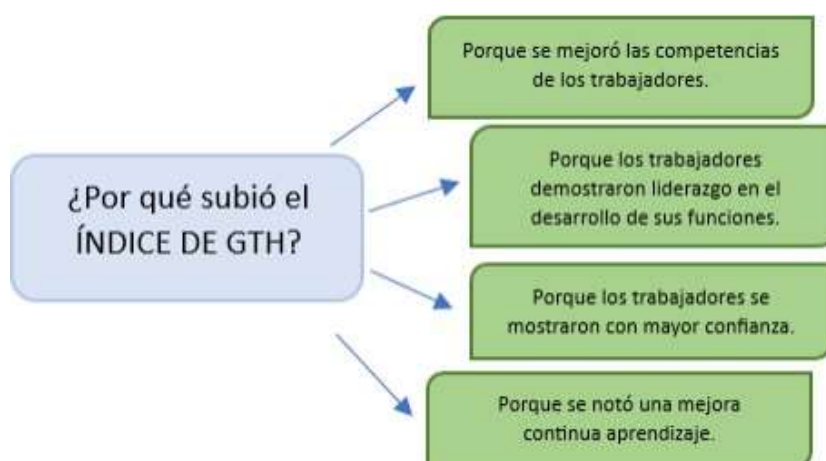 ¿Por qué subió el
ÍNDICE DE GTH?
Porque se mejoró las competencias
de los trabajadores.
Porque los trabajadores
demostraron liderazgo en el
desarrollo de sus funciones.
Porque los trabajadores se
mostraron con mayor confianza.
Porque se notó una mejora
continua aprendizaje.